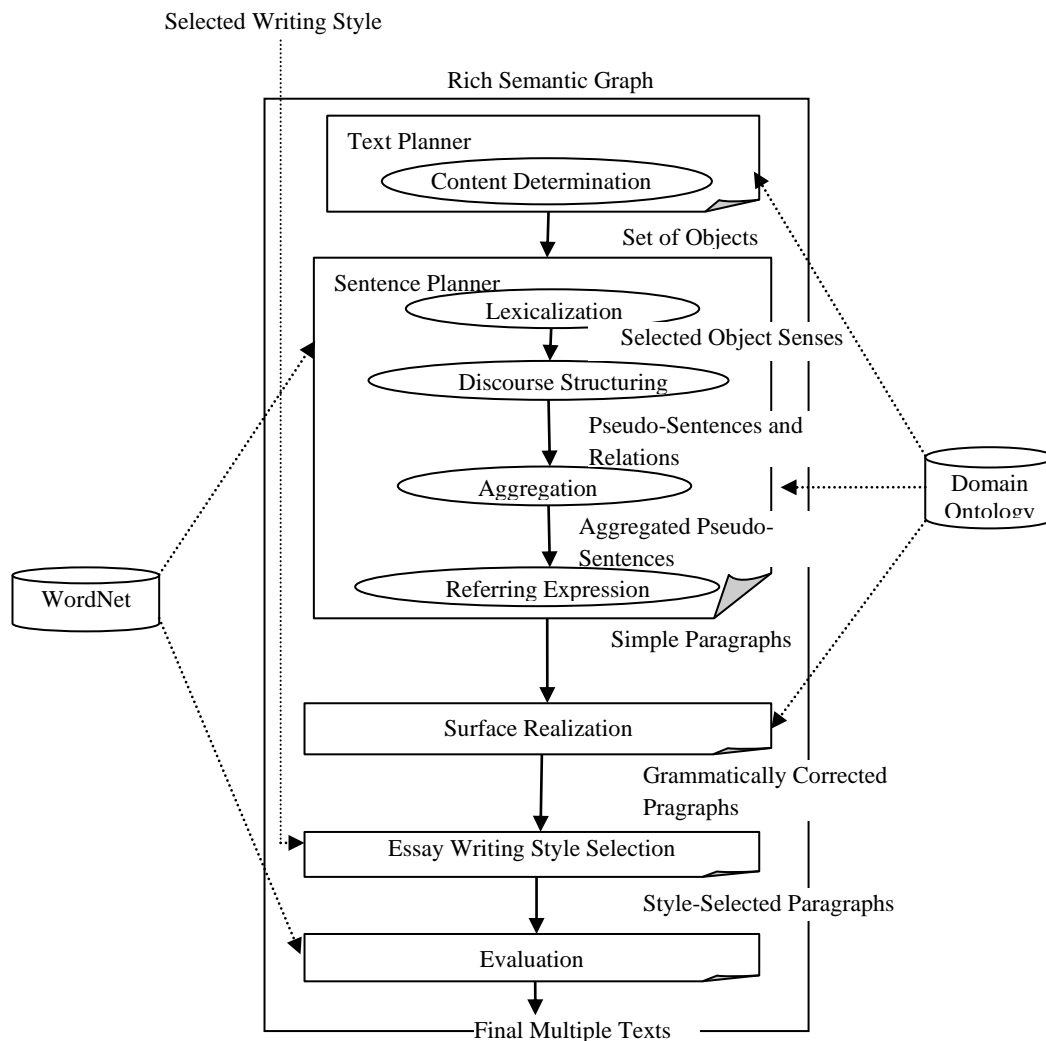 Selected Writing Style
Rich Semantic Graph
Text Planner
Content Determination
Set of Objects
Sentence Planner
Lexicalization
Selected Object Senses
Discourse Structuring
Pseudo-Sentences and
Relations
Aggregation
Domain
Ontology
Aggregated Pseudo-
Sentences
Referring Expression
WordNet
Simple Paragraphs
Surface Realization
Grammatically Corrected
Pragraphs
Essay Writing Style Selection
Style-Selected Paragraphs
Evaluation
Final Multiple Texts